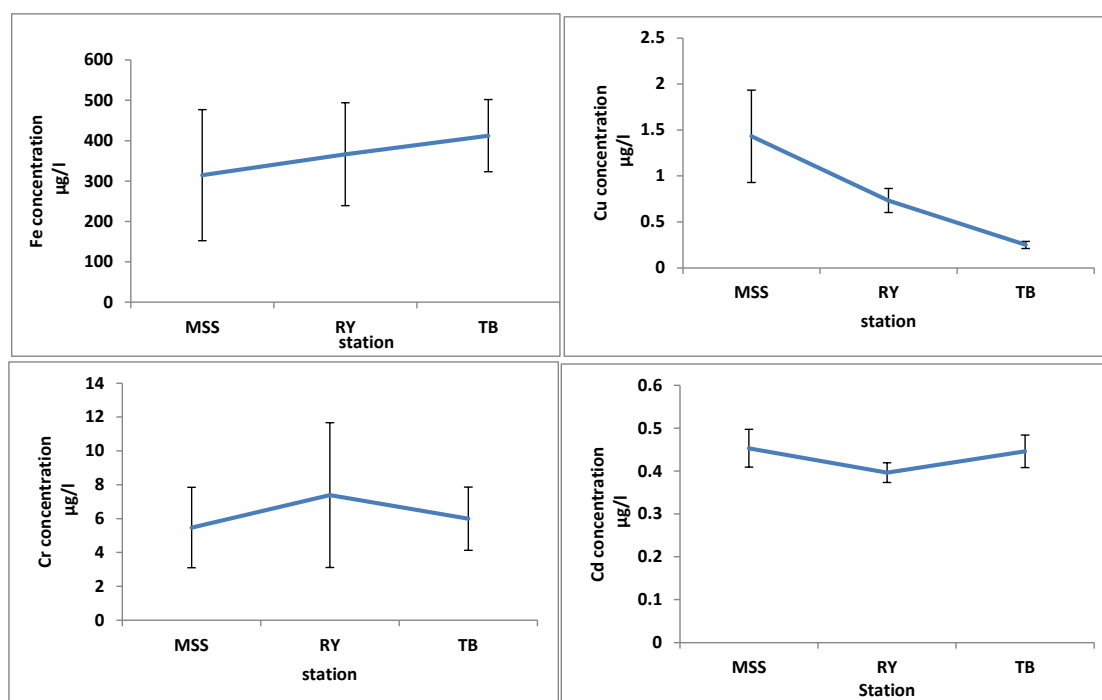 600
500
400
300
200
100
0
Fe concentration
µg/l
MSS RY TB
station
2.5
2
1.5
1
0.5
0
Cu concentration
µg/l
MSS RY TB
station
14
12
10
8
6
4
2
0
Cr concentration
µg/l
MSS RY TB
station
0.6
0.5
0.4
0.3
0.2
0.1
0
Cd concentration
µg/l
MSS RY TB
Station